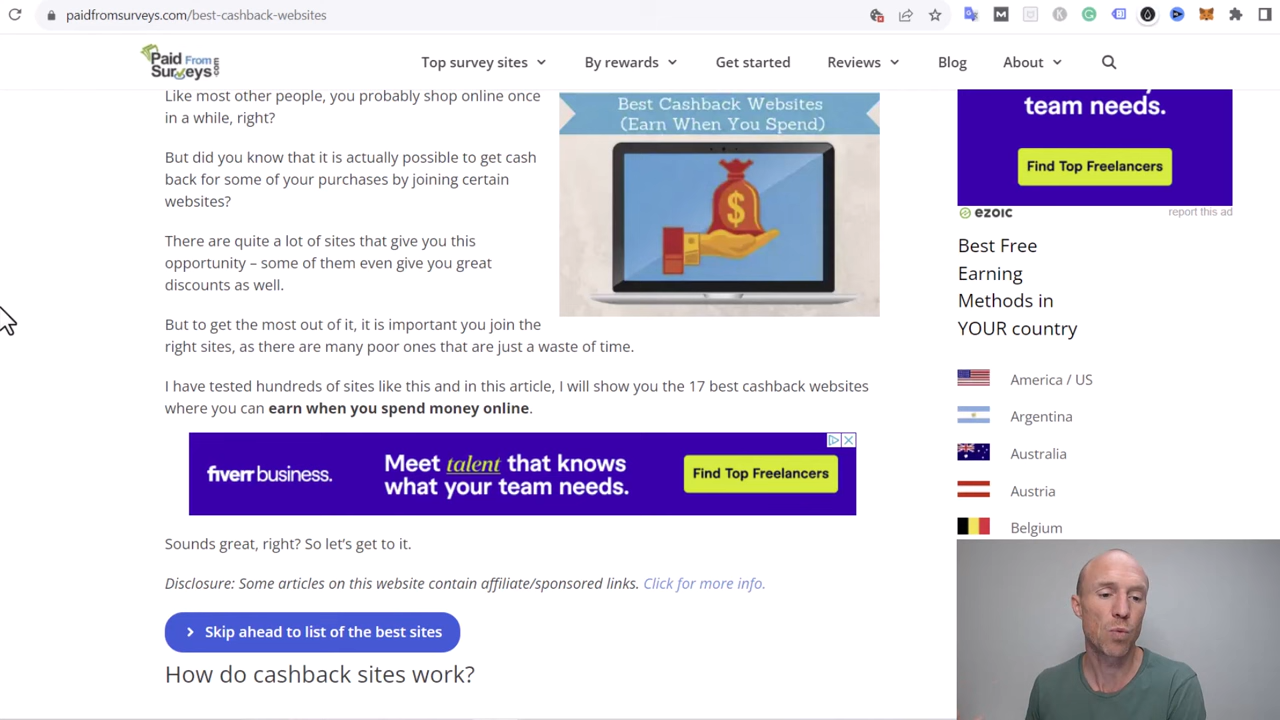 paidfromsurveys.com/best-cashback-websites
Paid From
Surveys.com
Top survey sites
By rewards
Get started
Reviews
Blog
About
Like most other people, you probably shop online once
in a while, right?
But did you know that it is actually possible to get cash
back for some of your purchases by joining certain
websites?
There are quite a lot of sites that give you this
opportunity – some of them even give you great
discounts as well.
But to get the most out of it, it is important you join the
right sites, as there are many poor ones that are just a waste of time.
I have tested hundreds of sites like this and in this article, I will show you the 17 best cashback websites
where you can earn when you spend money online.
Best Cashback Websites
(Earn When You Spend)
$
fiverr business.
Meet talent that knows
what your team needs.
Find Top Freelancers
Sounds great, right? So let's get to it.
Disclosure: Some articles on this website contain affiliate/sponsored links. Click for more info.
Skip ahead to list of the best sites
How do cashback sites work?
team needs.
Find Top Freelancers
ezoic
report this ad
Best Free
Earning
Methods in
YOUR country
America / US
Argentina
Australia
Austria
Belgium